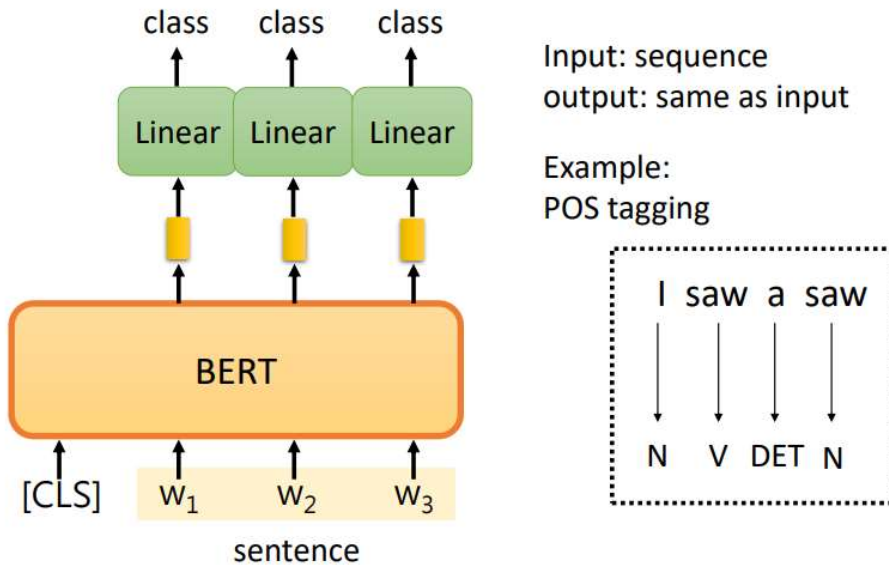 class class class
Linear Linear Linear
BERT
[CLS] w₁ w₂ w₃
sentence
Input: sequence
output: same as input
Example:
POS tagging
I saw a saw
N V DET N